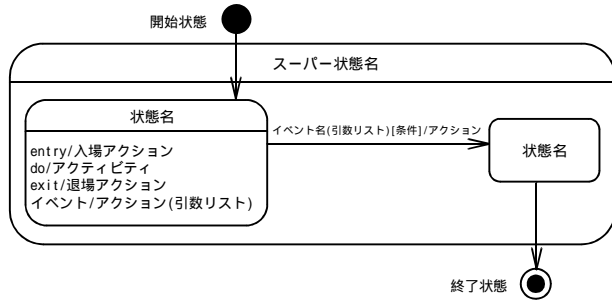 開始状態
スーパー状態名
状態名
entry/入場アクション
do/アクティビティ
exit/退場アクション
イベント/アクション(引数リスト)
イベント名(引数リスト)[条件]/アクション
状態名
終了状態